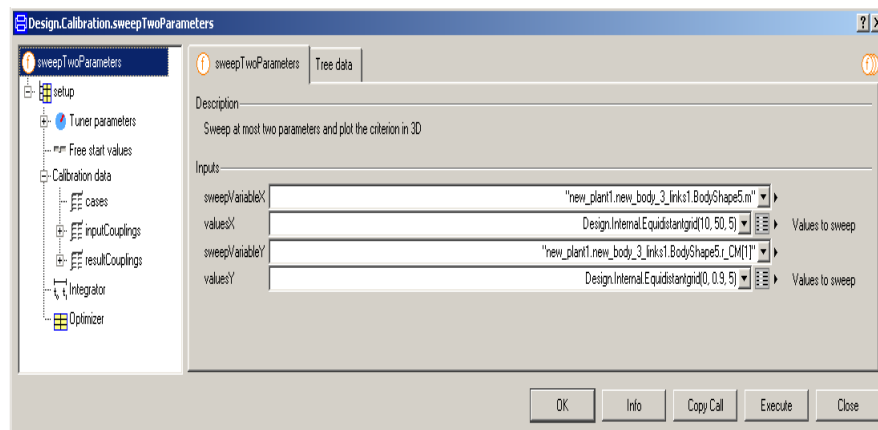 Design.Calibration.sweepTwoParameters
sweepTwoParameters
setup
Tuner parameters
Free start values
Calibration data
cases
inputCouplings
resultCouplings
Integrator
Optimizer
sweepTwoParameters Tree data
Description
Sweep at most two parameters and plot the criterion in 3D
Inputs
sweepVariableX "new_plant1.new_body_3_links1.BodyShape5.m"
valuesX Design.Internal.Equidistantgrid(10, 50, 5) Values to sweep
sweepVariableY "new_plant1.new_body_3_links1.BodyShape5.r_CM[1]"
valuesY Design.Internal.Equidistantgrid(0, 0.9, 5) Values to sweep
OK Info Copy Call Execute Close